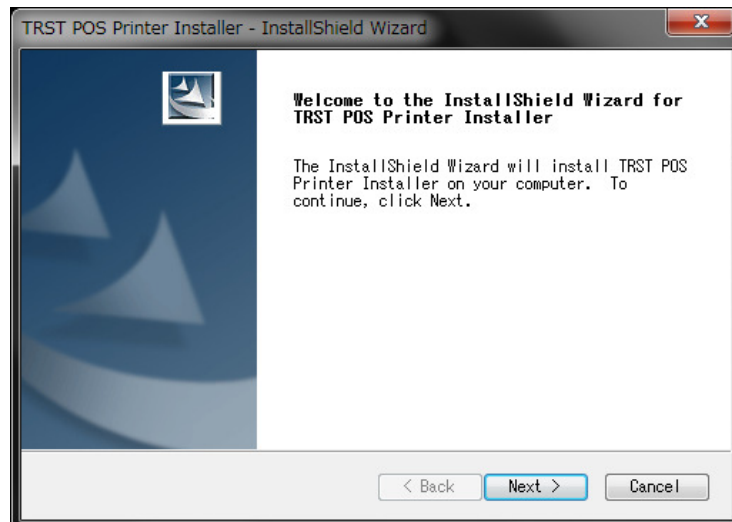 TRST POS Printer Installer - InstallShield Wizard
Welcome to the InstallShield Wizard for
TRST POS Printer Installer
The InstallShield Wizard will install TRST POS
Printer Installer on your computer.  To
continue, click Next.
< Back
Next >
Cancel